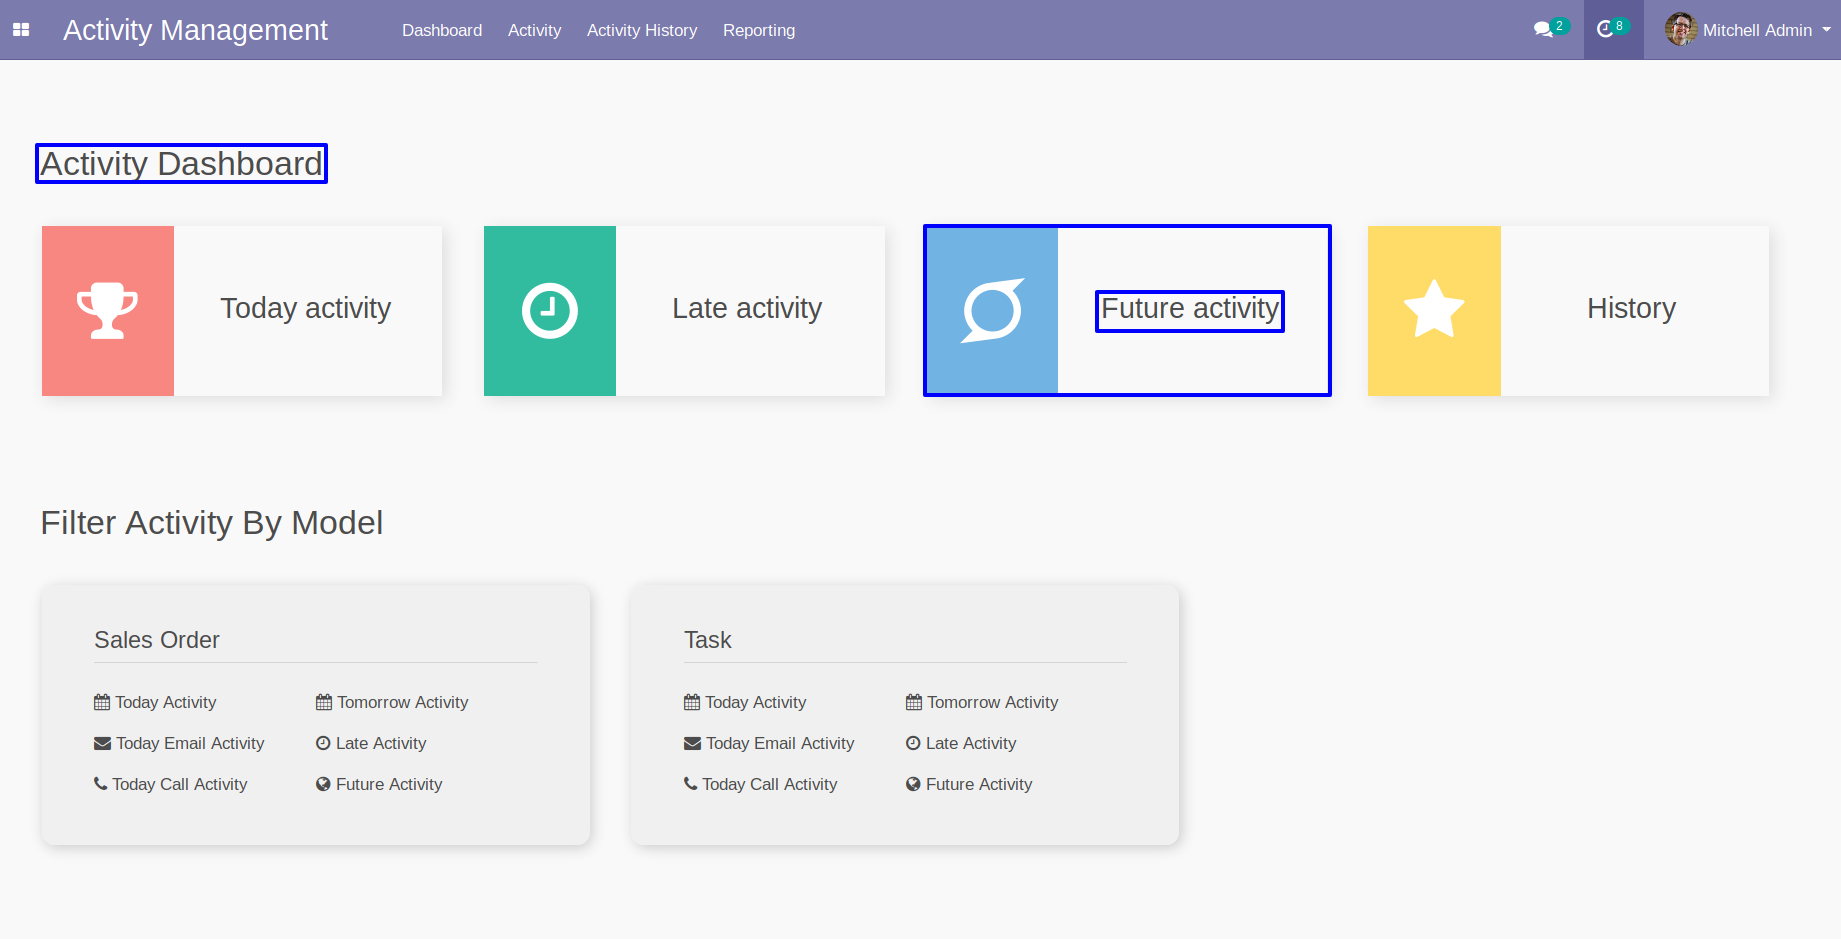 Activity Management Dashboard Activity Activity History Reporting 2 8 Mitchell Admin
Activity Dashboard
Today activity Late activity Future activity History
Filter Activity By Model
Sales Order Task
Today Activity Tomorrow Activity Today Activity Tomorrow Activity
Today Email Activity Late Activity Today Email Activity Late Activity
Today Call Activity Future Activity Today Call Activity Future Activity